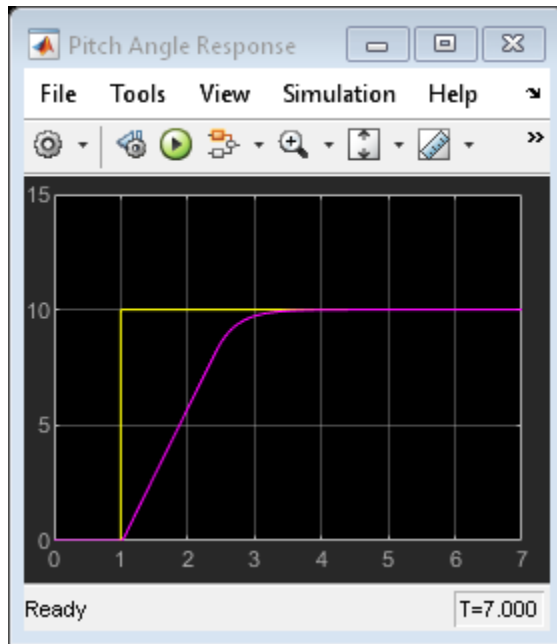 Pitch Angle Response
File Tools View Simulation Help
15
10
5
0
0 1 2 3 4 5 6 7
Ready T=7.000